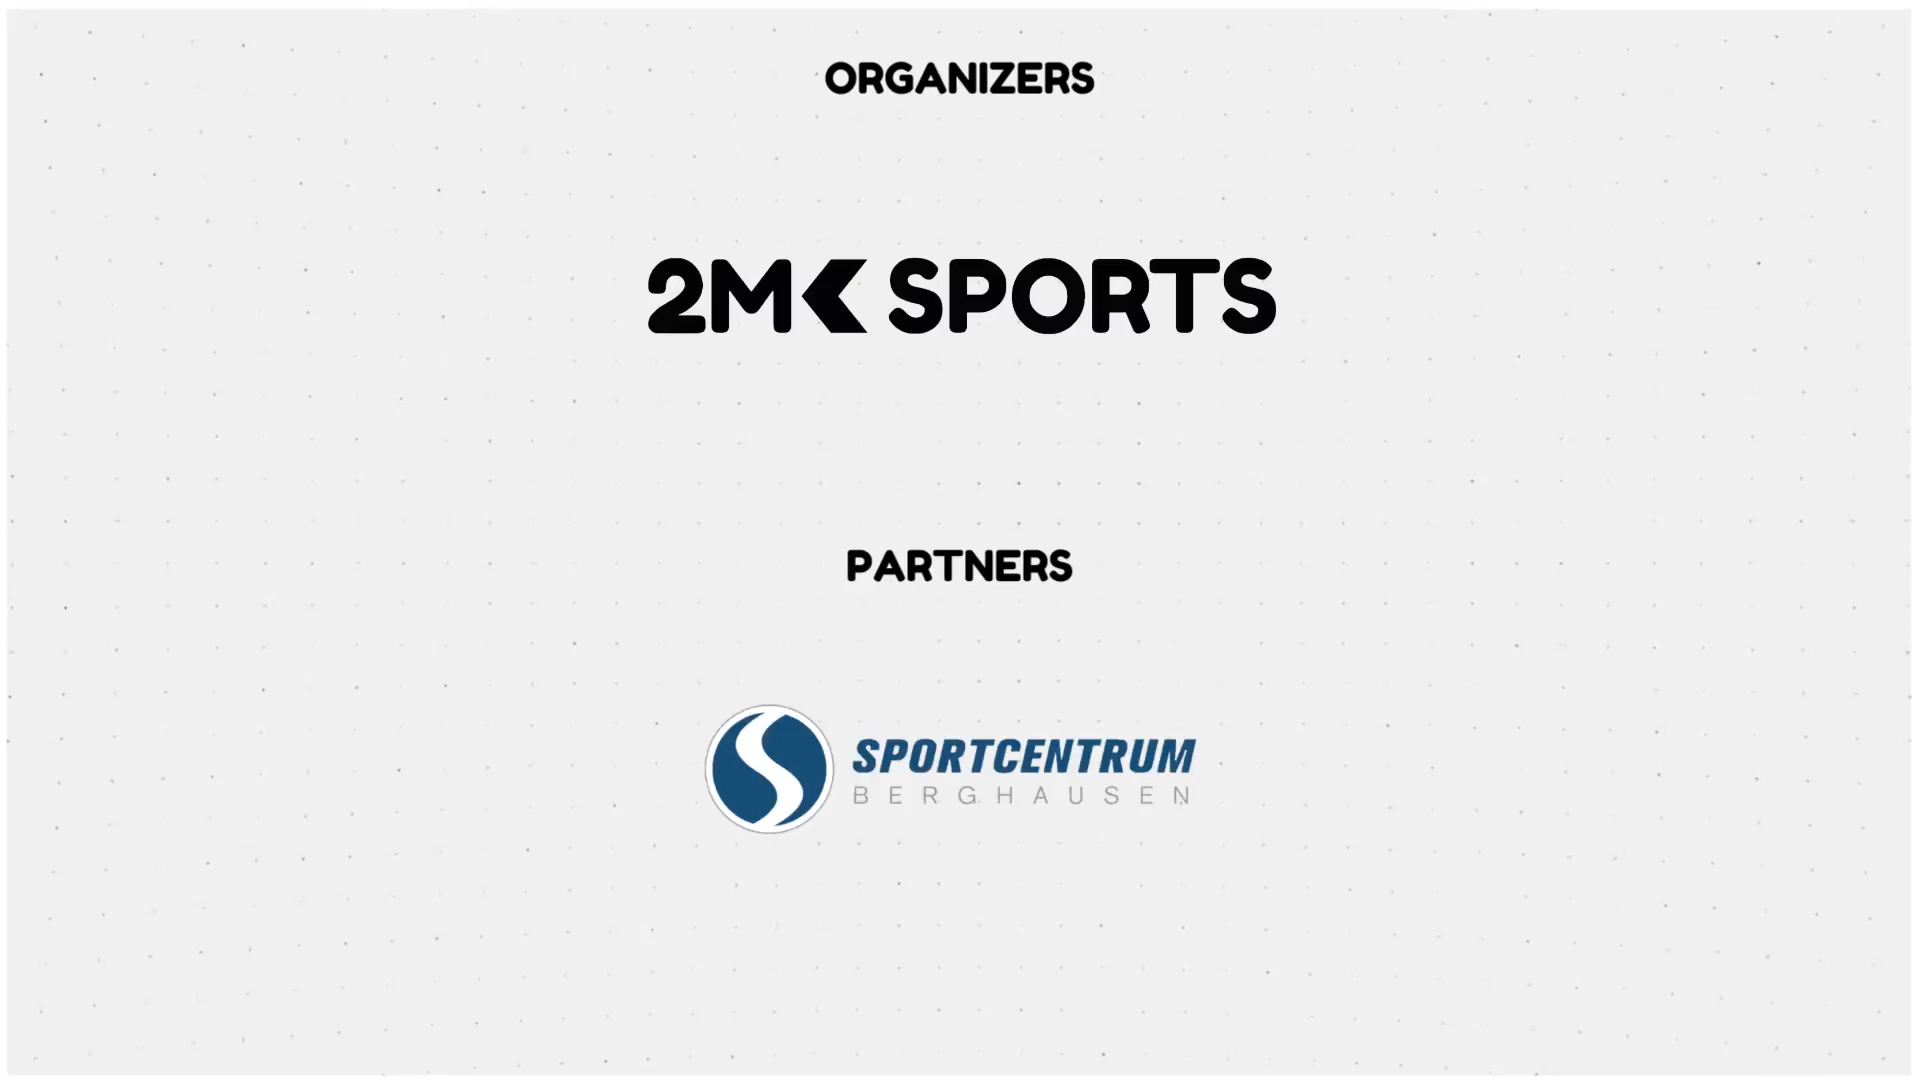 ORGANIZERS
2MK SPORTS
PARTNERS
SPORTCENTRUM
BERGHAUSEN